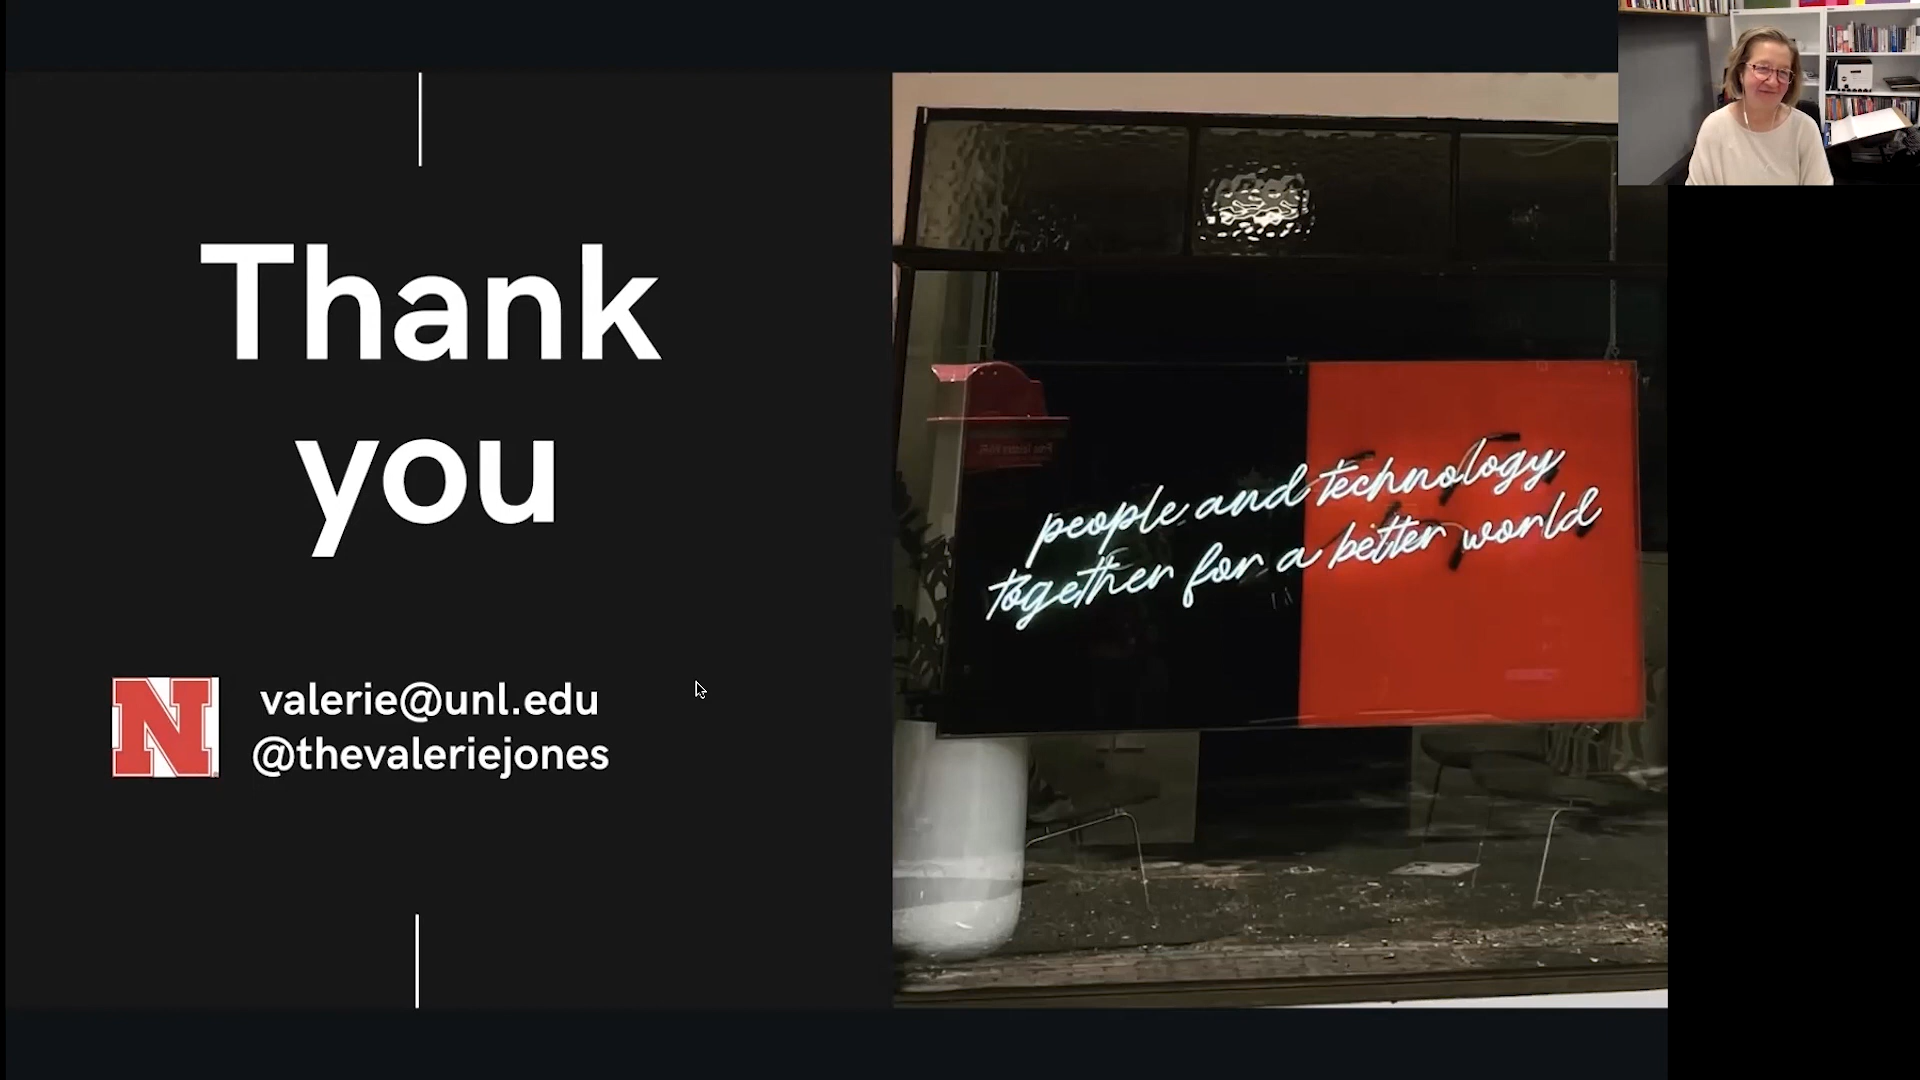 Thank
you
N
valerie@unl.edu
@thevaleriejones
people and technology
together for a better world